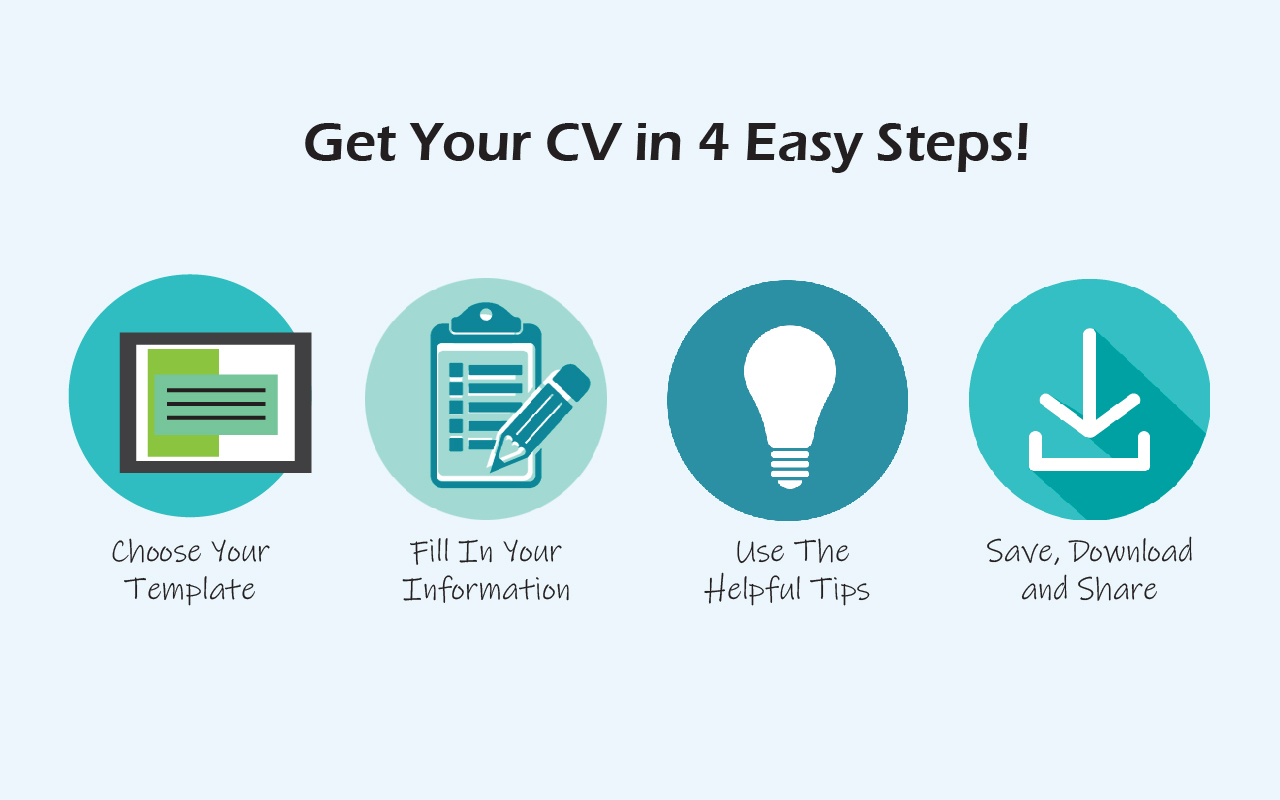 Get Your CV in 4 Easy Steps!
Choose Your
Template
Fill In Your
Information
Use The
Helpful Tips
Save, Download
and Share